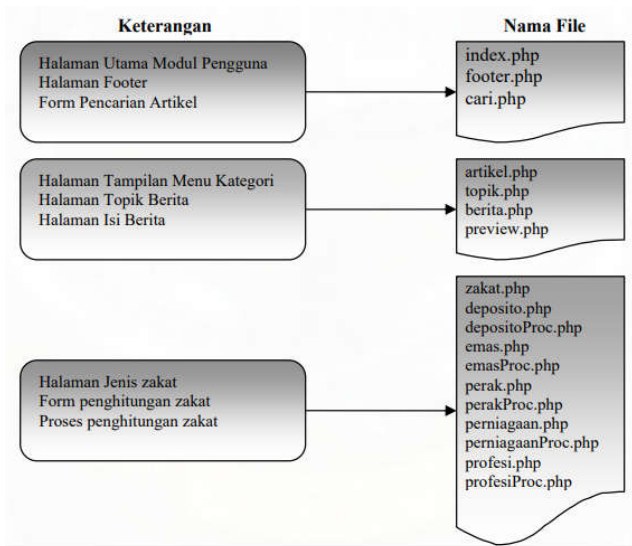 Keterangan
Nama File
Halaman Utama Modul Pengguna
Halaman Footer
Form Pencarian Artikel
index.php
footer.php
cari.php
Halaman Tampilan Menu Kategori
Halaman Topik Berita
Halaman Isi Berita
artikel.php
topik.php
berita.php
preview.php
Halaman Jenis zakat
Form penghitungan zakat
Proses penghitungan zakat
zakat.php
deposito.php
depositoProc.php
emas.php
emasProc.php
perak.php
perakProc.php
perniagaan.php
perniagaanProc.php
profesi.php
profesiProc.php